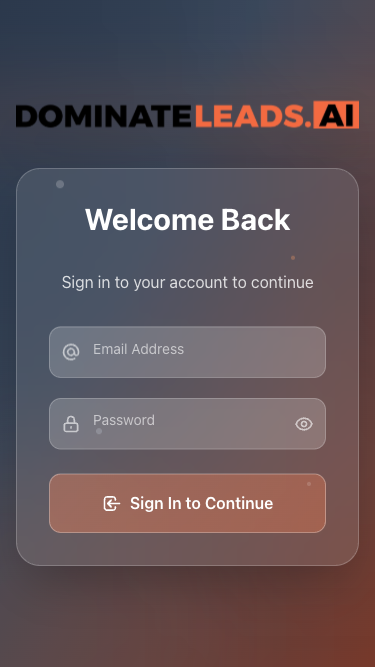 DOMINATELEADS.AI
Welcome Back
Sign in to your account to continue
Email Address
Password
Sign In to Continue